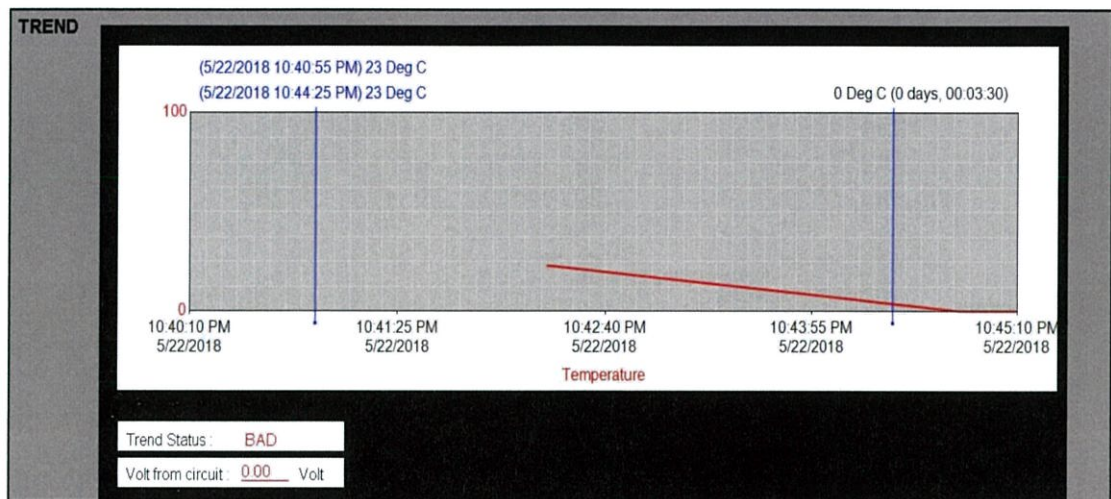 TREND
(5/22/2018 10:40:55 PM) 23 Deg C
(5/22/2018 10:44:25 PM) 23 Deg C
0 Deg C (0 days, 00:03:30)
100
0
10:40:10 PM 10:41:25 PM 10:42:40 PM 10:43:55 PM 10:45:10 PM
5/22/2018 5/22/2018 5/22/2018 5/22/2018 5/22/2018
Temperature
Trend Status : BAD
Volt from circuit : 0.00 Volt